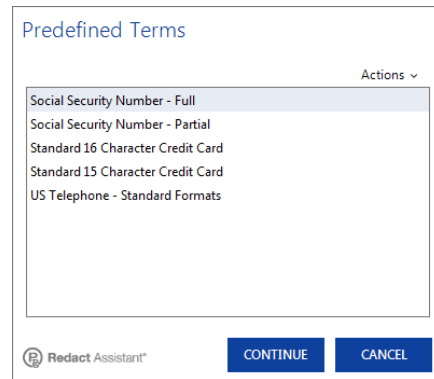 Predefined Terms
Actions
Social Security Number - Full
Social Security Number - Partial
Standard 16 Character Credit Card
Standard 15 Character Credit Card
US Telephone - Standard Formats
Redact Assistant
CONTINUE
CANCEL